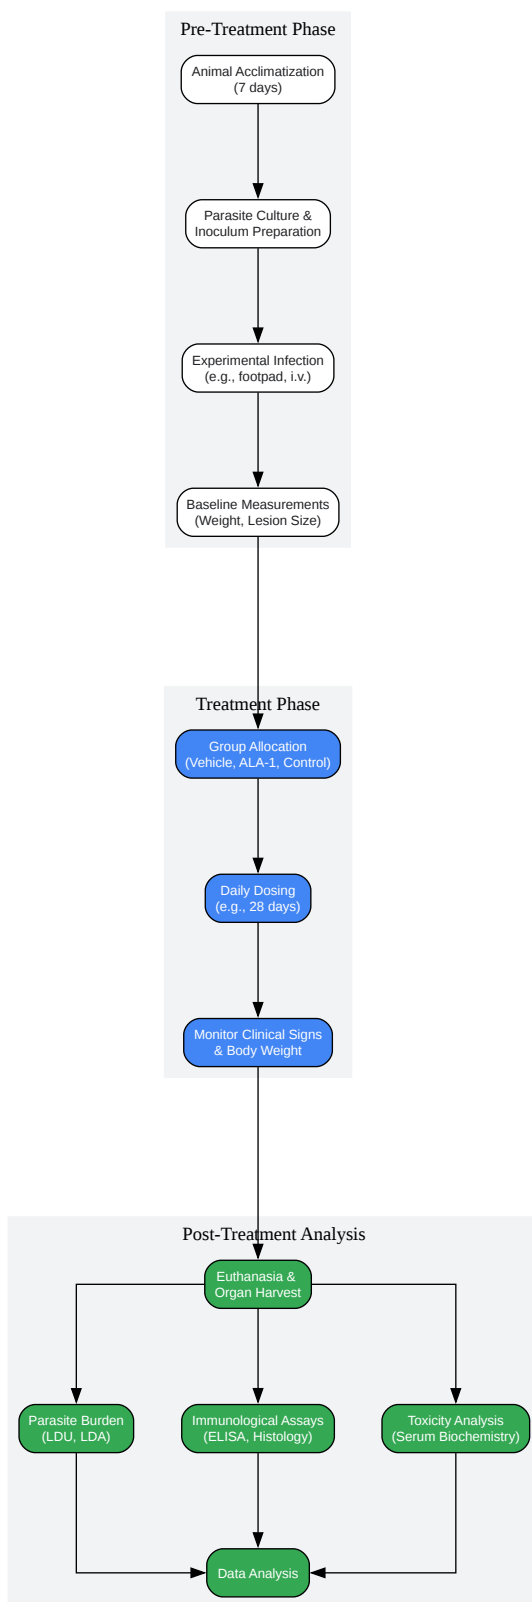 Pre-Treatment Phase
Animal Acclimatization
(7 days)
Parasite Culture &
Inoculum Preparation
Experimental Infection
(e.g., footpad, i.v.)
Baseline Measurements
(Weight, Lesion Size)
Treatment Phase
Group Allocation
(Vehicle, ALA-1, Control)
Daily Dosing
(e.g., 28 days)
Monitor Clinical Signs
& Body Weight
Post-Treatment Analysis
Euthanasia &
Organ Harvest
Parasite Burden
(LDU, LDA)
Immunological Assays
(ELISA, Histology)
Toxicity Analysis
(Serum Biochemistry)
Data Analysis